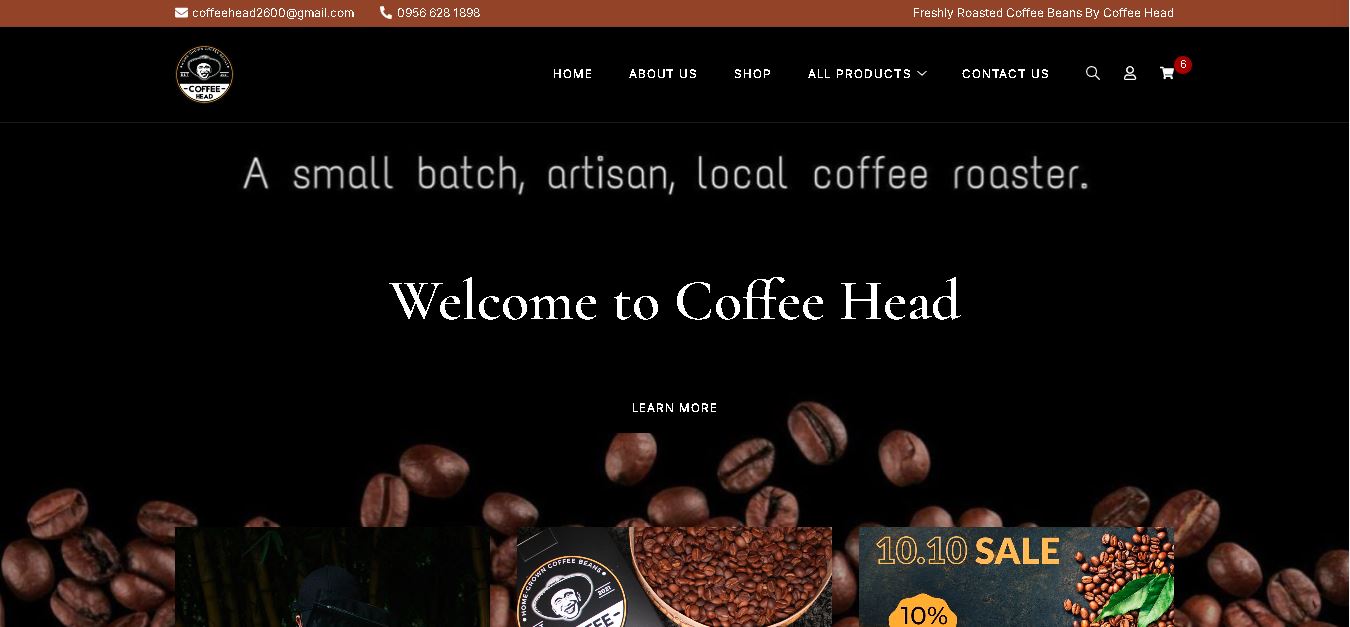 coffeehead2600@gmail.com 0956 628 1898 Freshly Roasted Coffee Beans By Coffee Head
COFFEE
HEAD
HOME ABOUT US SHOP ALL PRODUCTS CONTACT US 6
A small batch, artisan, local coffee roaster.
Welcome to Coffee Head
LEARN MORE
HOME-GROWN COFFEE BEANS
2021
10.10 SALE
10%